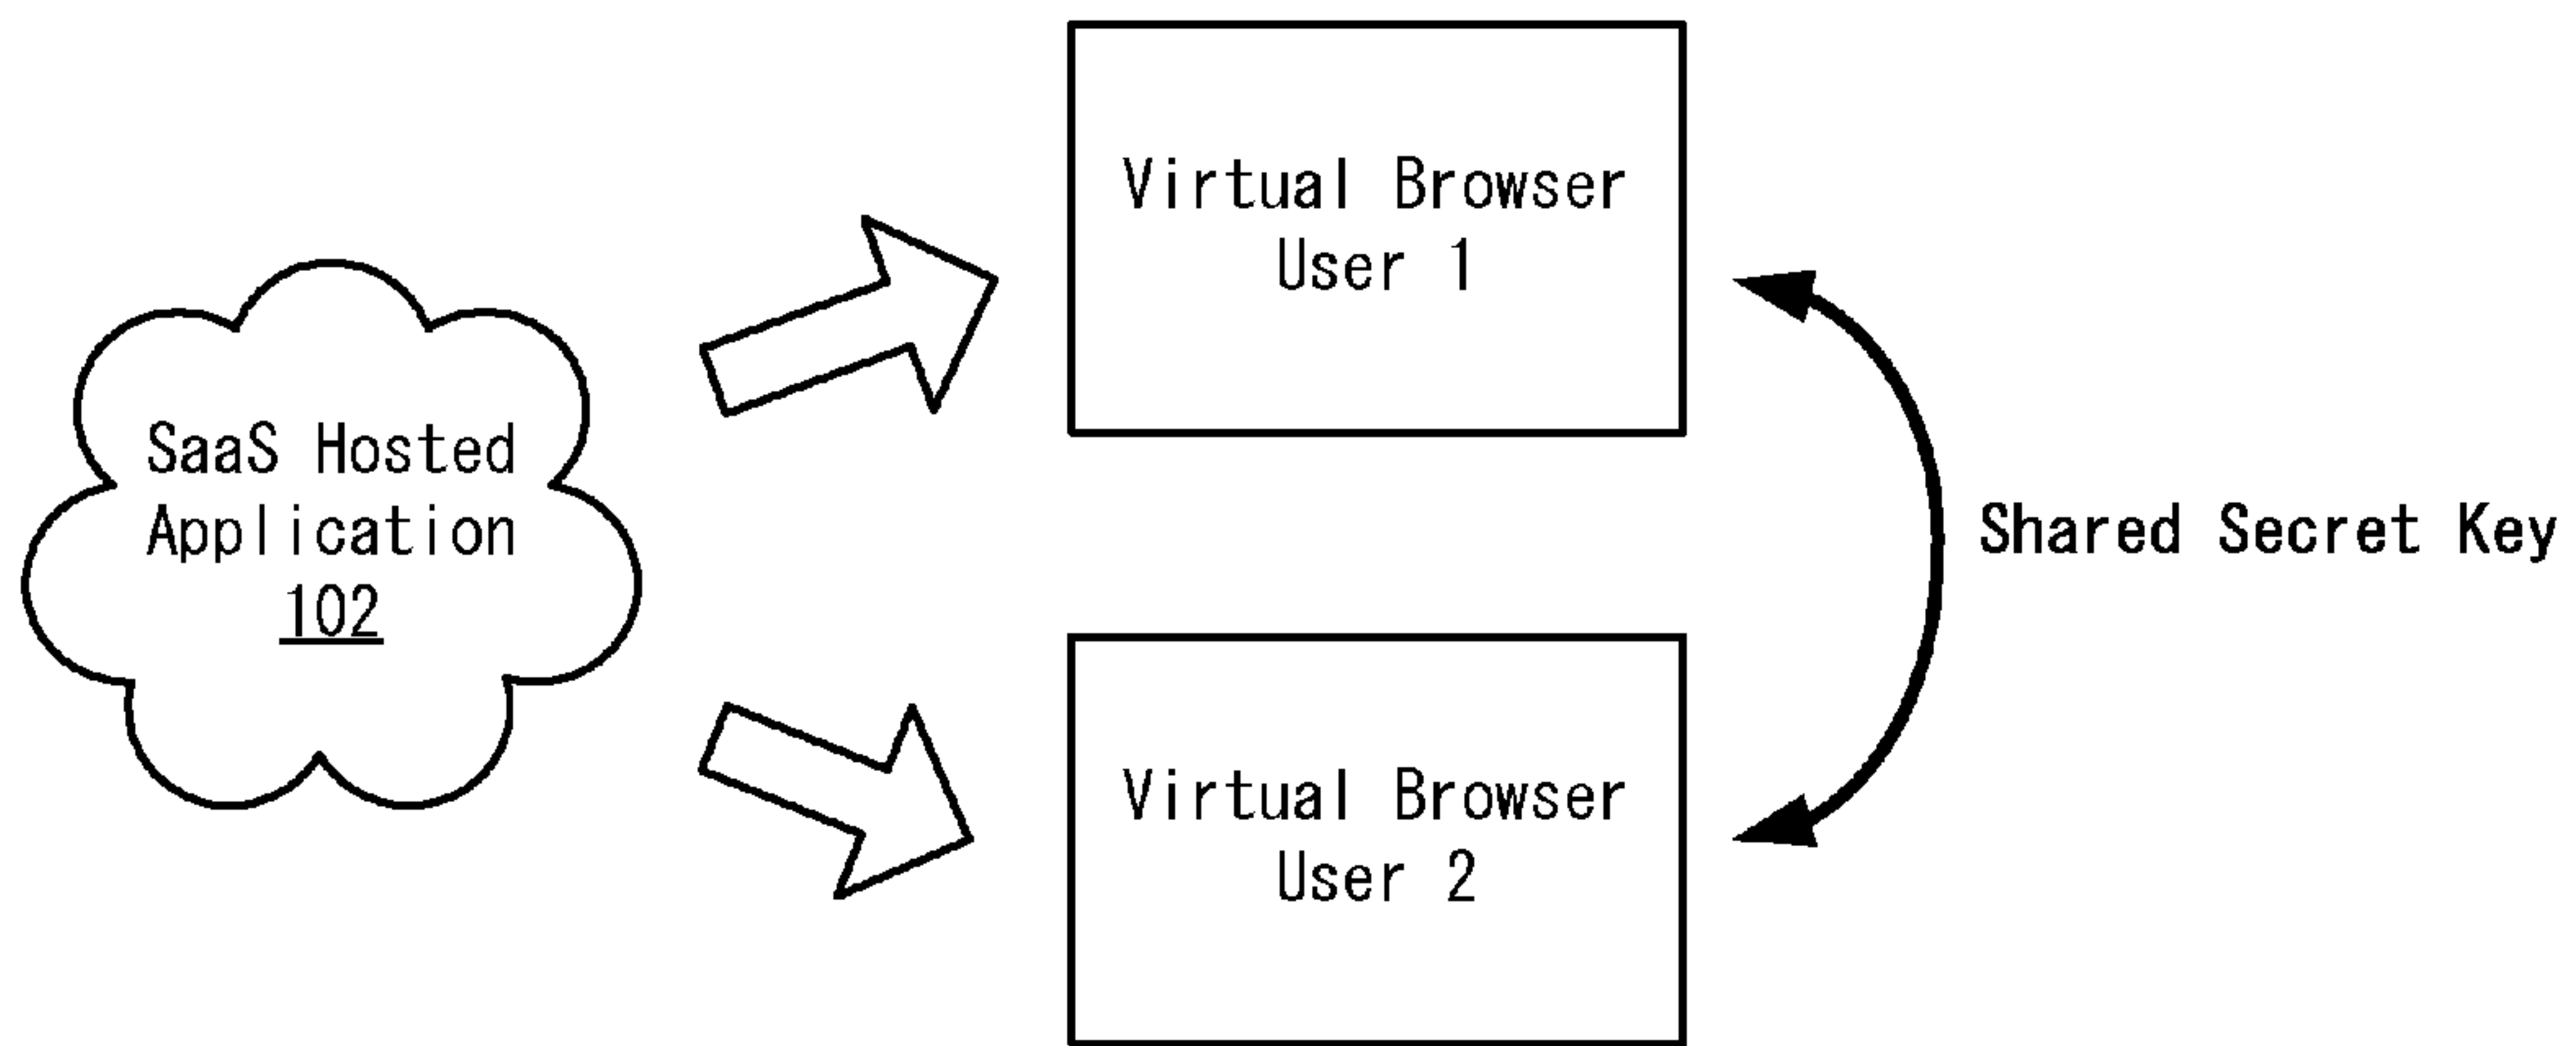 Virtual Browser
User 1
SaaS Hosted
Application
102
Shared Secret Key
Virtual Browser
User 2